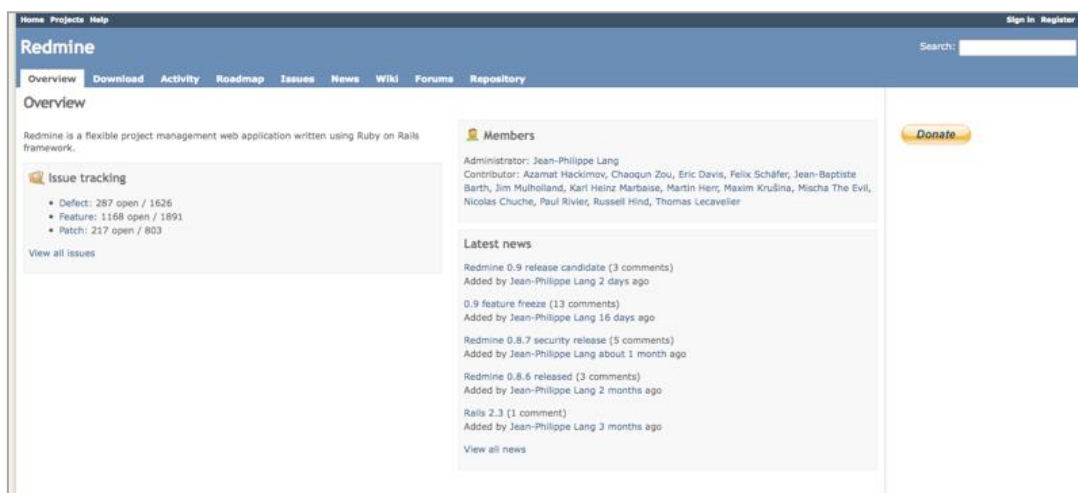 Home Projects Help
Sign in Register
Redmine
Search:
Overview Download Activity Roadmap Issues News Wiki Forums Repository
Overview
Redmine is a flexible project management web application written using Ruby on Rails
framework.
Issue tracking
• Defect: 287 open / 1626
• Feature: 1168 open / 1891
• Patch: 217 open / 803
View all issues
Members
Administrator: Jean-Philippe Lang
Contributor: Azamat Hackimov, Chaoqun Zou, Eric Davis, Felix Schäfer, Jean-Baptiste
Barth, Jim Mulholland, Karl Heinz Marbaise, Martin Herr, Maxim Krušina, Mischa The Evil,
Nicolas Chuche, Paul Rivier, Russell Hind, Thomas Lecavelier
Latest news
Redmine 0.9 release candidate (3 comments)
Added by Jean-Philippe Lang 2 days ago
0.9 feature freeze (13 comments)
Added by Jean-Philippe Lang 16 days ago
Redmine 0.8.7 security release (5 comments)
Added by Jean-Philippe Lang about 1 month ago
Redmine 0.8.6 released (3 comments)
Added by Jean-Philippe Lang 2 months ago
Rails 2.3 (1 comment)
Added by Jean-Philippe Lang 3 months ago
View all news
Donate